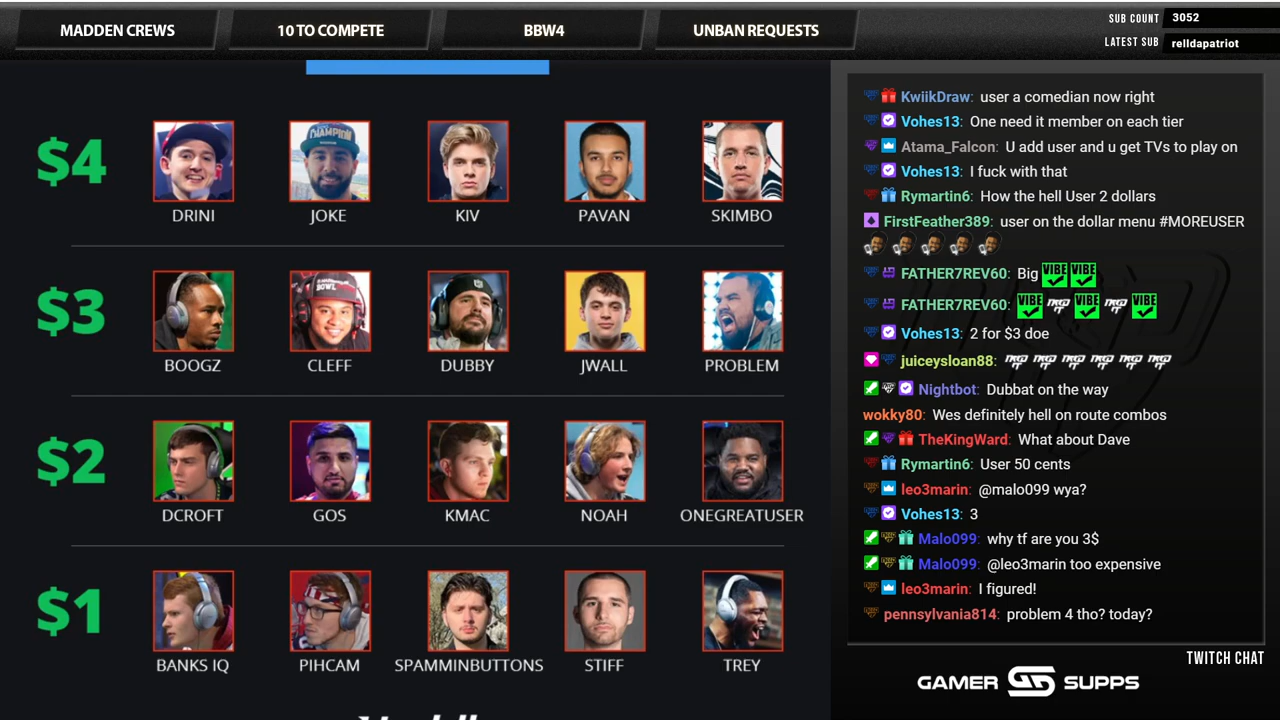 MADDEN CREWS
10 TO COMPETE
BBW4
UNBAN REQUESTS
SUB COUNT 3052
LATEST SUB relldapatriot
$4
DRINI
JOKE
KIV
PAVAN
SKIMBO
$3
BOOGZ
CLEFF
DUBBY
JWALL
PROBLEM
$2
DCROFT
GOS
KMAC
NOAH
ONEGREATUSER
$1
BANKS IQ
PIHCAM
SPAMMINBUTTONS
STIFF
TREY
KwiikDraw: user a comedian now right
Vohes13: One need it member on each tier
Atama_Falcon: U add user and u get TVs to play on
Vohes13: I fuck with that
Rymartin6: How the hell User 2 dollars
FirstFeather389: user on the dollar menu #MOREUSER
FATHER7REV60: Big VIBE VIBE
FATHER7REV60: VIBE VIBE VIBE
Vohes13: 2 for $3 doe
juiceysloan88:
Nightbot: Dubbat on the way
wokky80: Wes definitely hell on route combos
TheKingWard: What about Dave
Rymartin6: User 50 cents
leo3marin: @malo099 wya?
Vohes13: 3
Malo099: why tf are you 3$
Malo099: @leo3marin too expensive
leo3marin: I figured!
pennsylvania814: problem 4 tho? today?
TWITCH CHAT
GAMER SUPPS